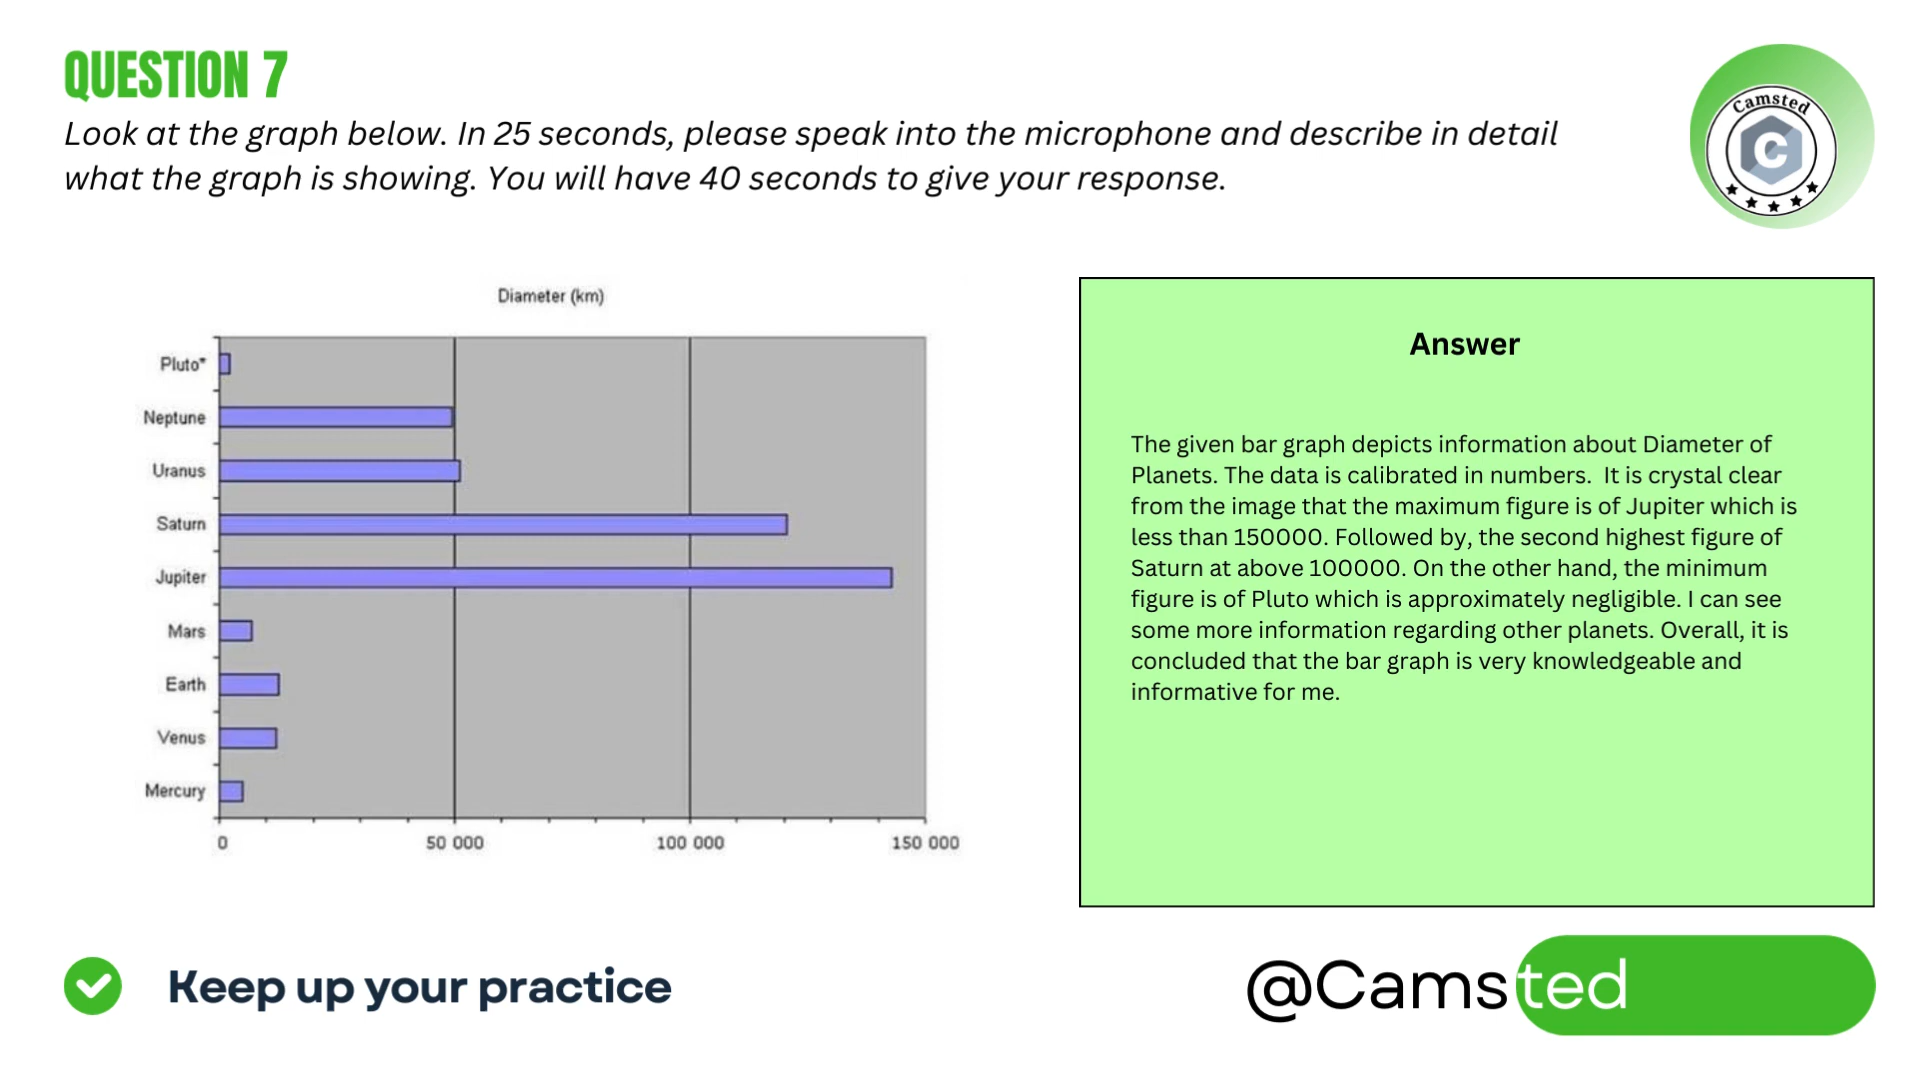 QUESTION 7
Look at the graph below. In 25 seconds, please speak into the microphone and describe in detail
what the graph is showing. You will have 40 seconds to give your response.
Camsted
C
Diameter (km)
Pluto*
Neptune
Uranus
Saturn
Jupiter
Mars
Earth
Venus
Mercury
0 50 000 100 000 150 000
Answer
The given bar graph depicts information about Diameter of
Planets. The data is calibrated in numbers. It is crystal clear
from the image that the maximum figure is of Jupiter which is
less than 150000. Followed by, the second highest figure of
Saturn at above 100000. On the other hand, the minimum
figure is of Pluto which is approximately negligible. I can see
some more information regarding other planets. Overall, it is
concluded that the bar graph is very knowledgeable and
informative for me.
Keep up your practice
@Camsted